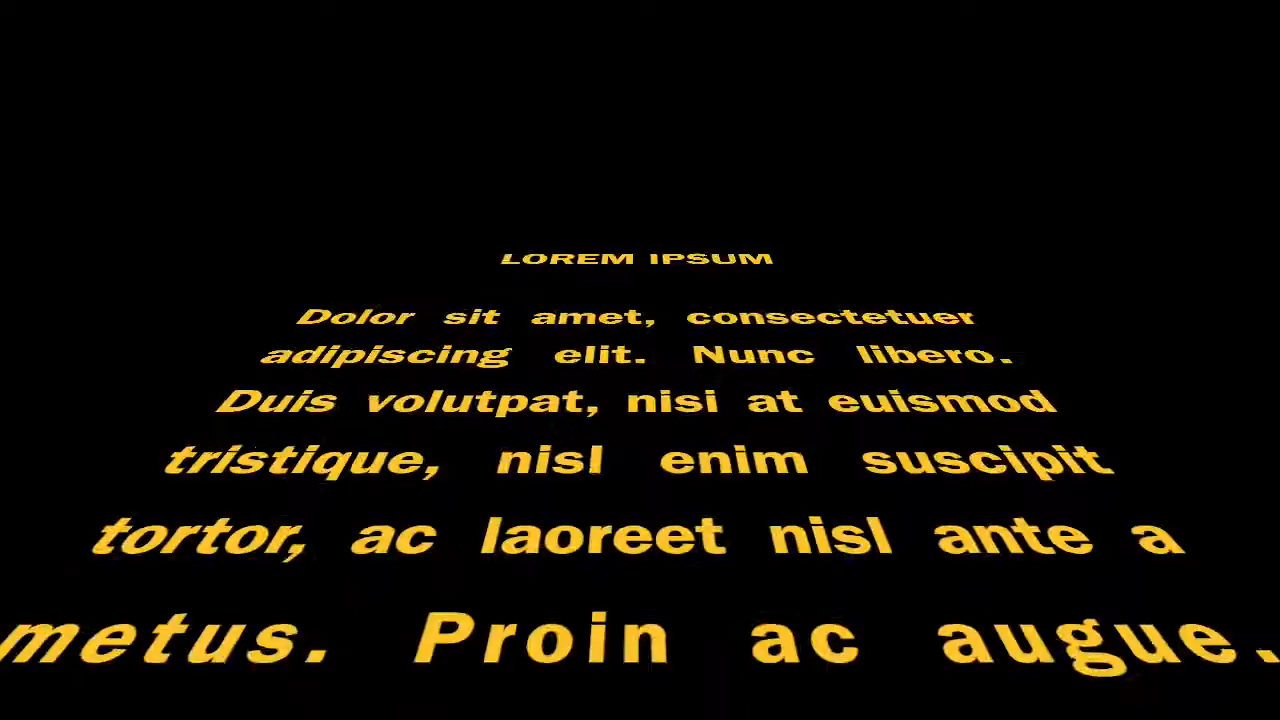 LOREM IPSUM
Dolor sit amet, consectetuer
adipiscing elit. Nunc libero.
Duis volutpat, nisi at euismod
tristique, nisl enim suscipit
tortor, ac laoreet nisl ante a
metus. Proin ac augue.